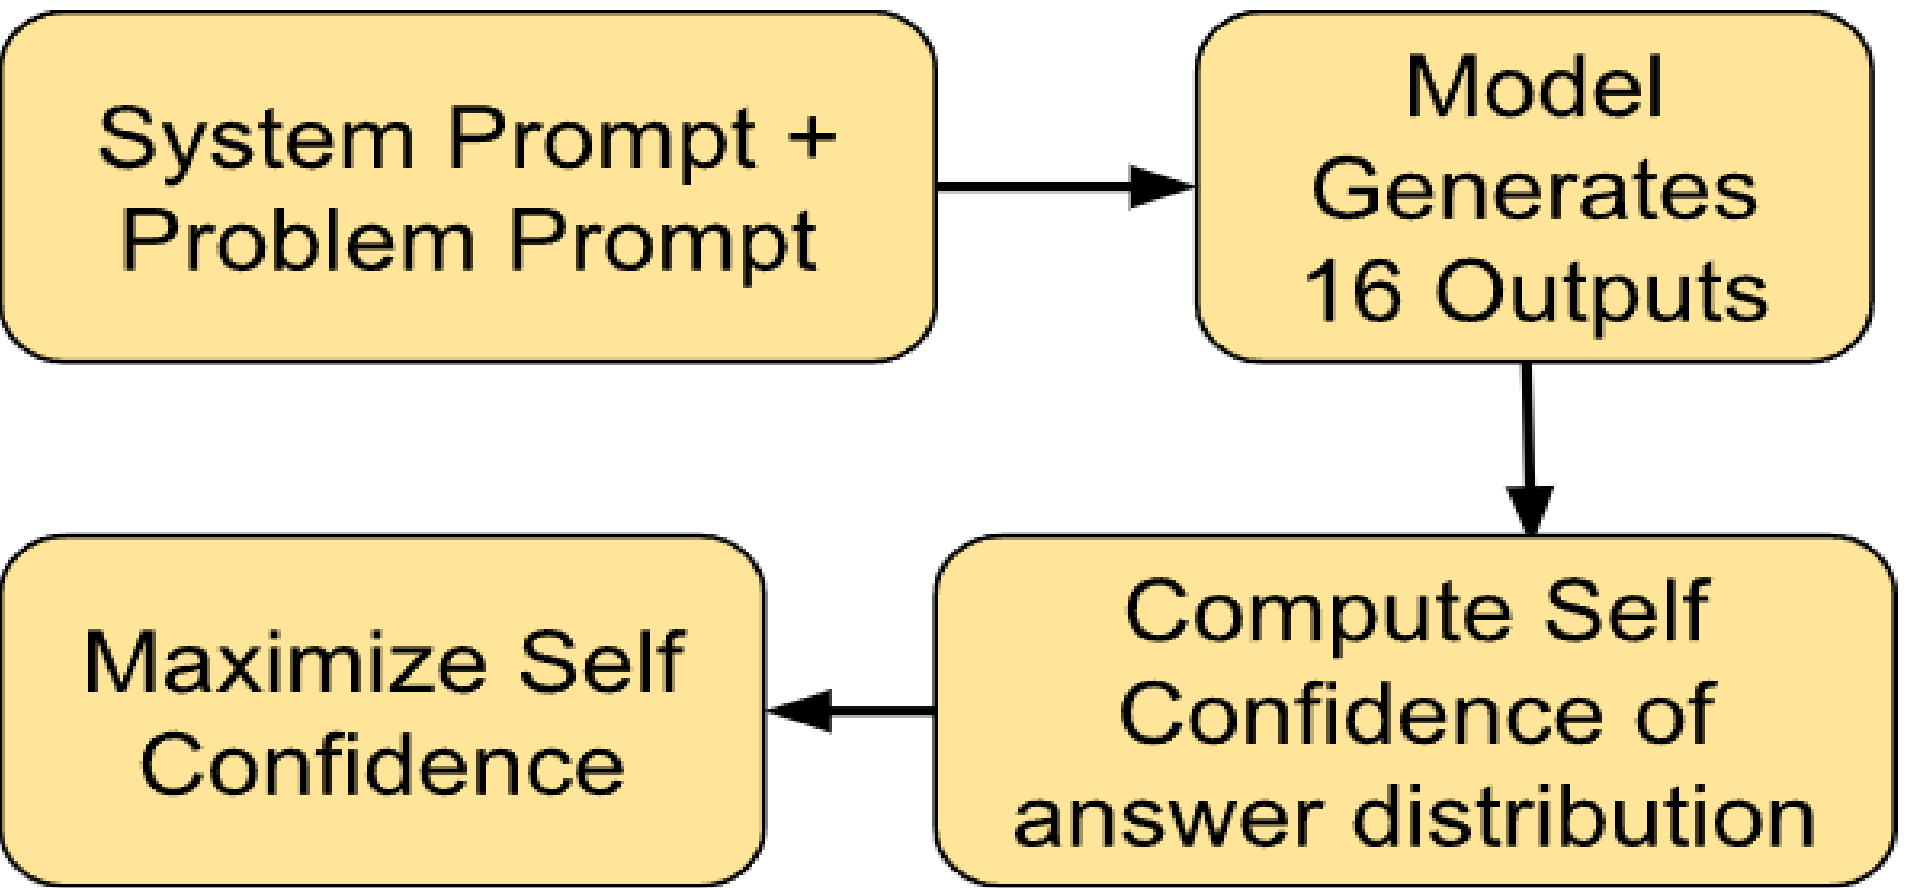 System Prompt +
Problem Prompt
Model
Generates
16 Outputs
Compute Self
Confidence of
answer distribution
Maximize Self
Confidence